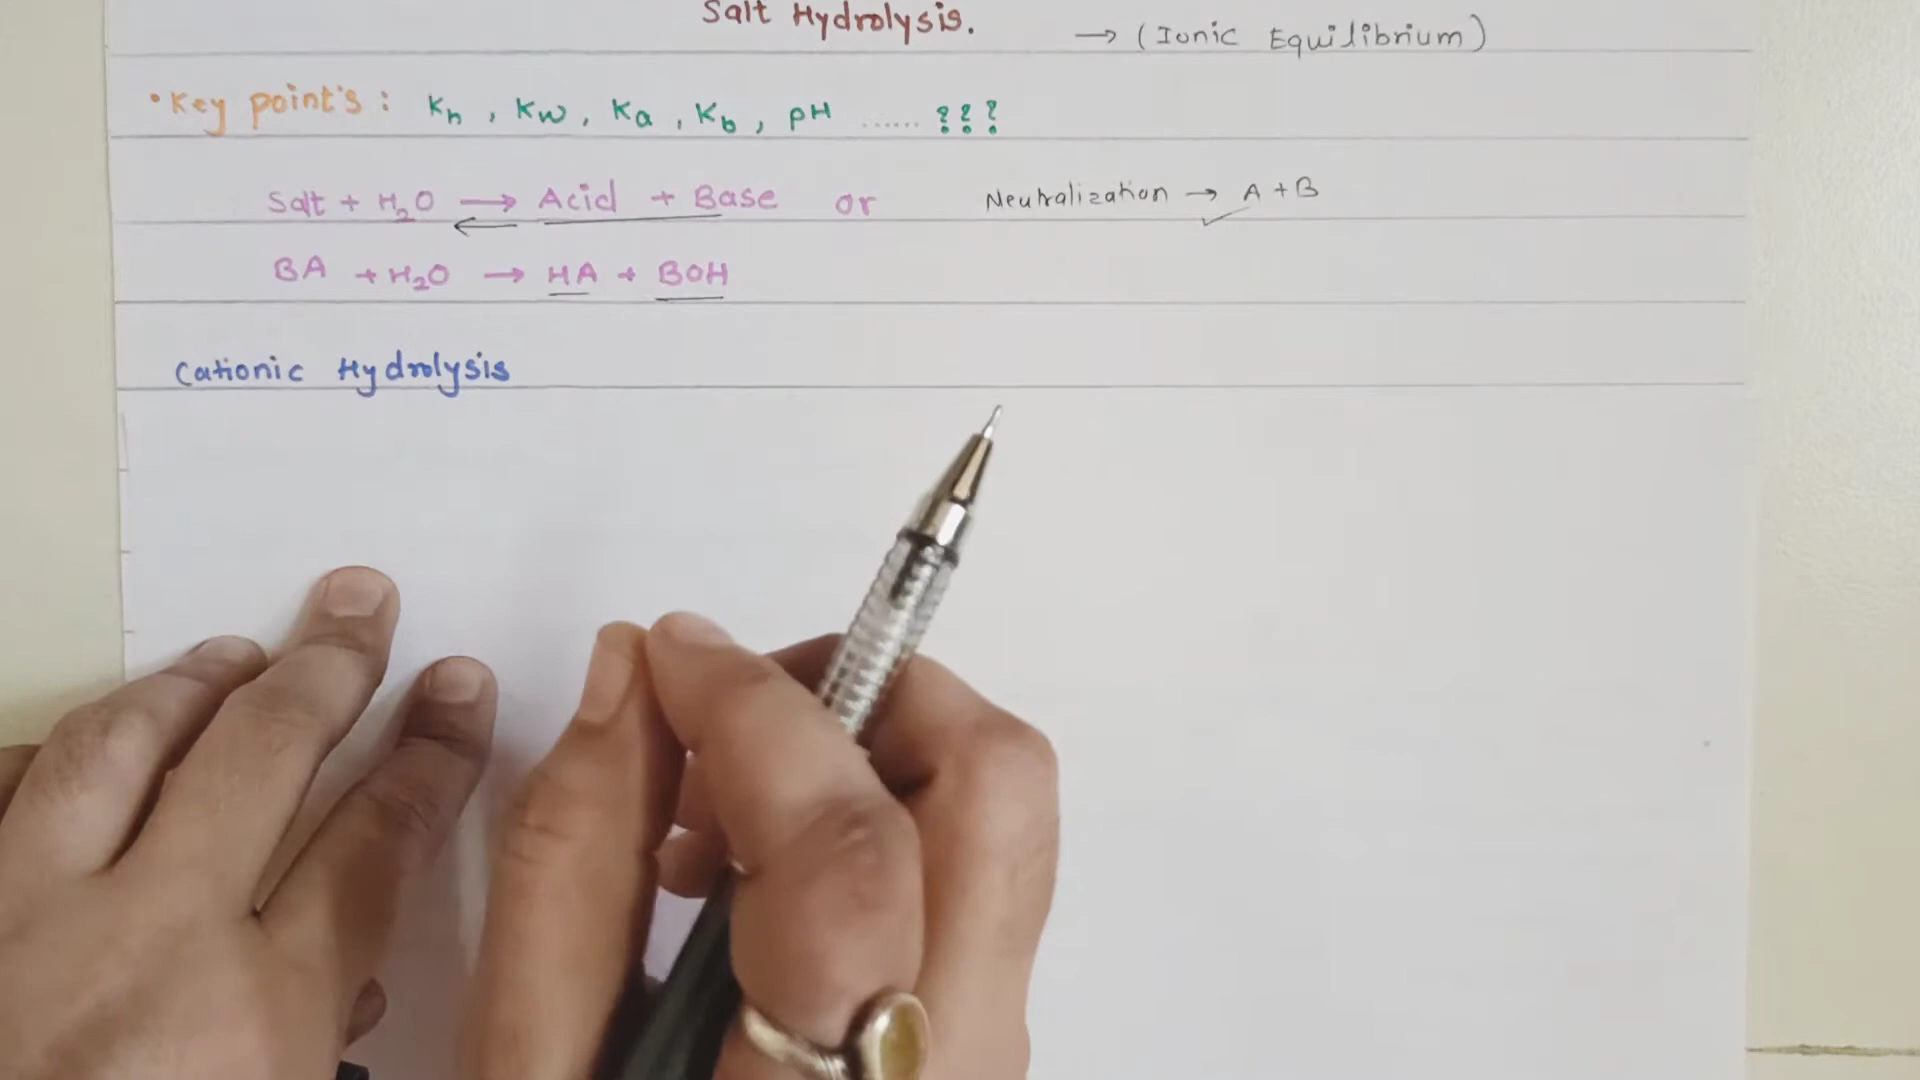 Salt Hydrolysis. → (Ionic Equilibrium)
• Key point's : Kh , Kw , Ka , Kb , pH ...... ? ? ?
Salt + H₂O ⟶ Acid + Base or Neutralization → A + B
BA + H₂O → HA + BOH
Cationic Hydrolysis